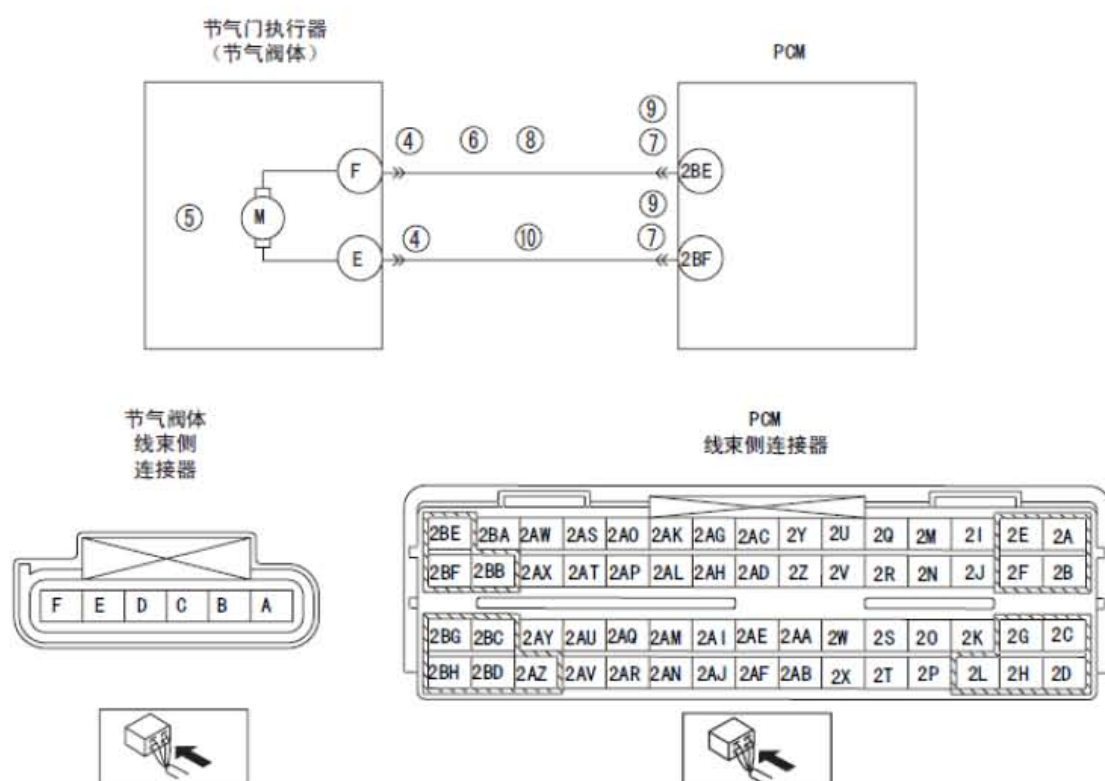 节气门执行器
（节气阀体）
PCM
④ ⑥ ⑧ ⑨
⑦
F 2BE
⑤ M ⑨
④ ⑩ ⑦
E 2BF
节气阀体
线束侧
连接器
PCM
线束侧连接器
F E D C B A
2BE 2BA 2AW 2AS 2AO 2AK 2AG 2AC 2Y 2U 2Q 2M 2I 2E 2A
2BF 2BB 2AX 2AT 2AP 2AL 2AH 2AD 2Z 2V 2R 2N 2J 2F 2B
2BG 2BC 2AY 2AU 2AQ 2AM 2AI 2AE 2AA 2W 2S 2O 2K 2G 2C
2BH 2BD 2AZ 2AV 2AR 2AN 2AJ 2AF 2AB 2X 2T 2P 2L 2H 2D